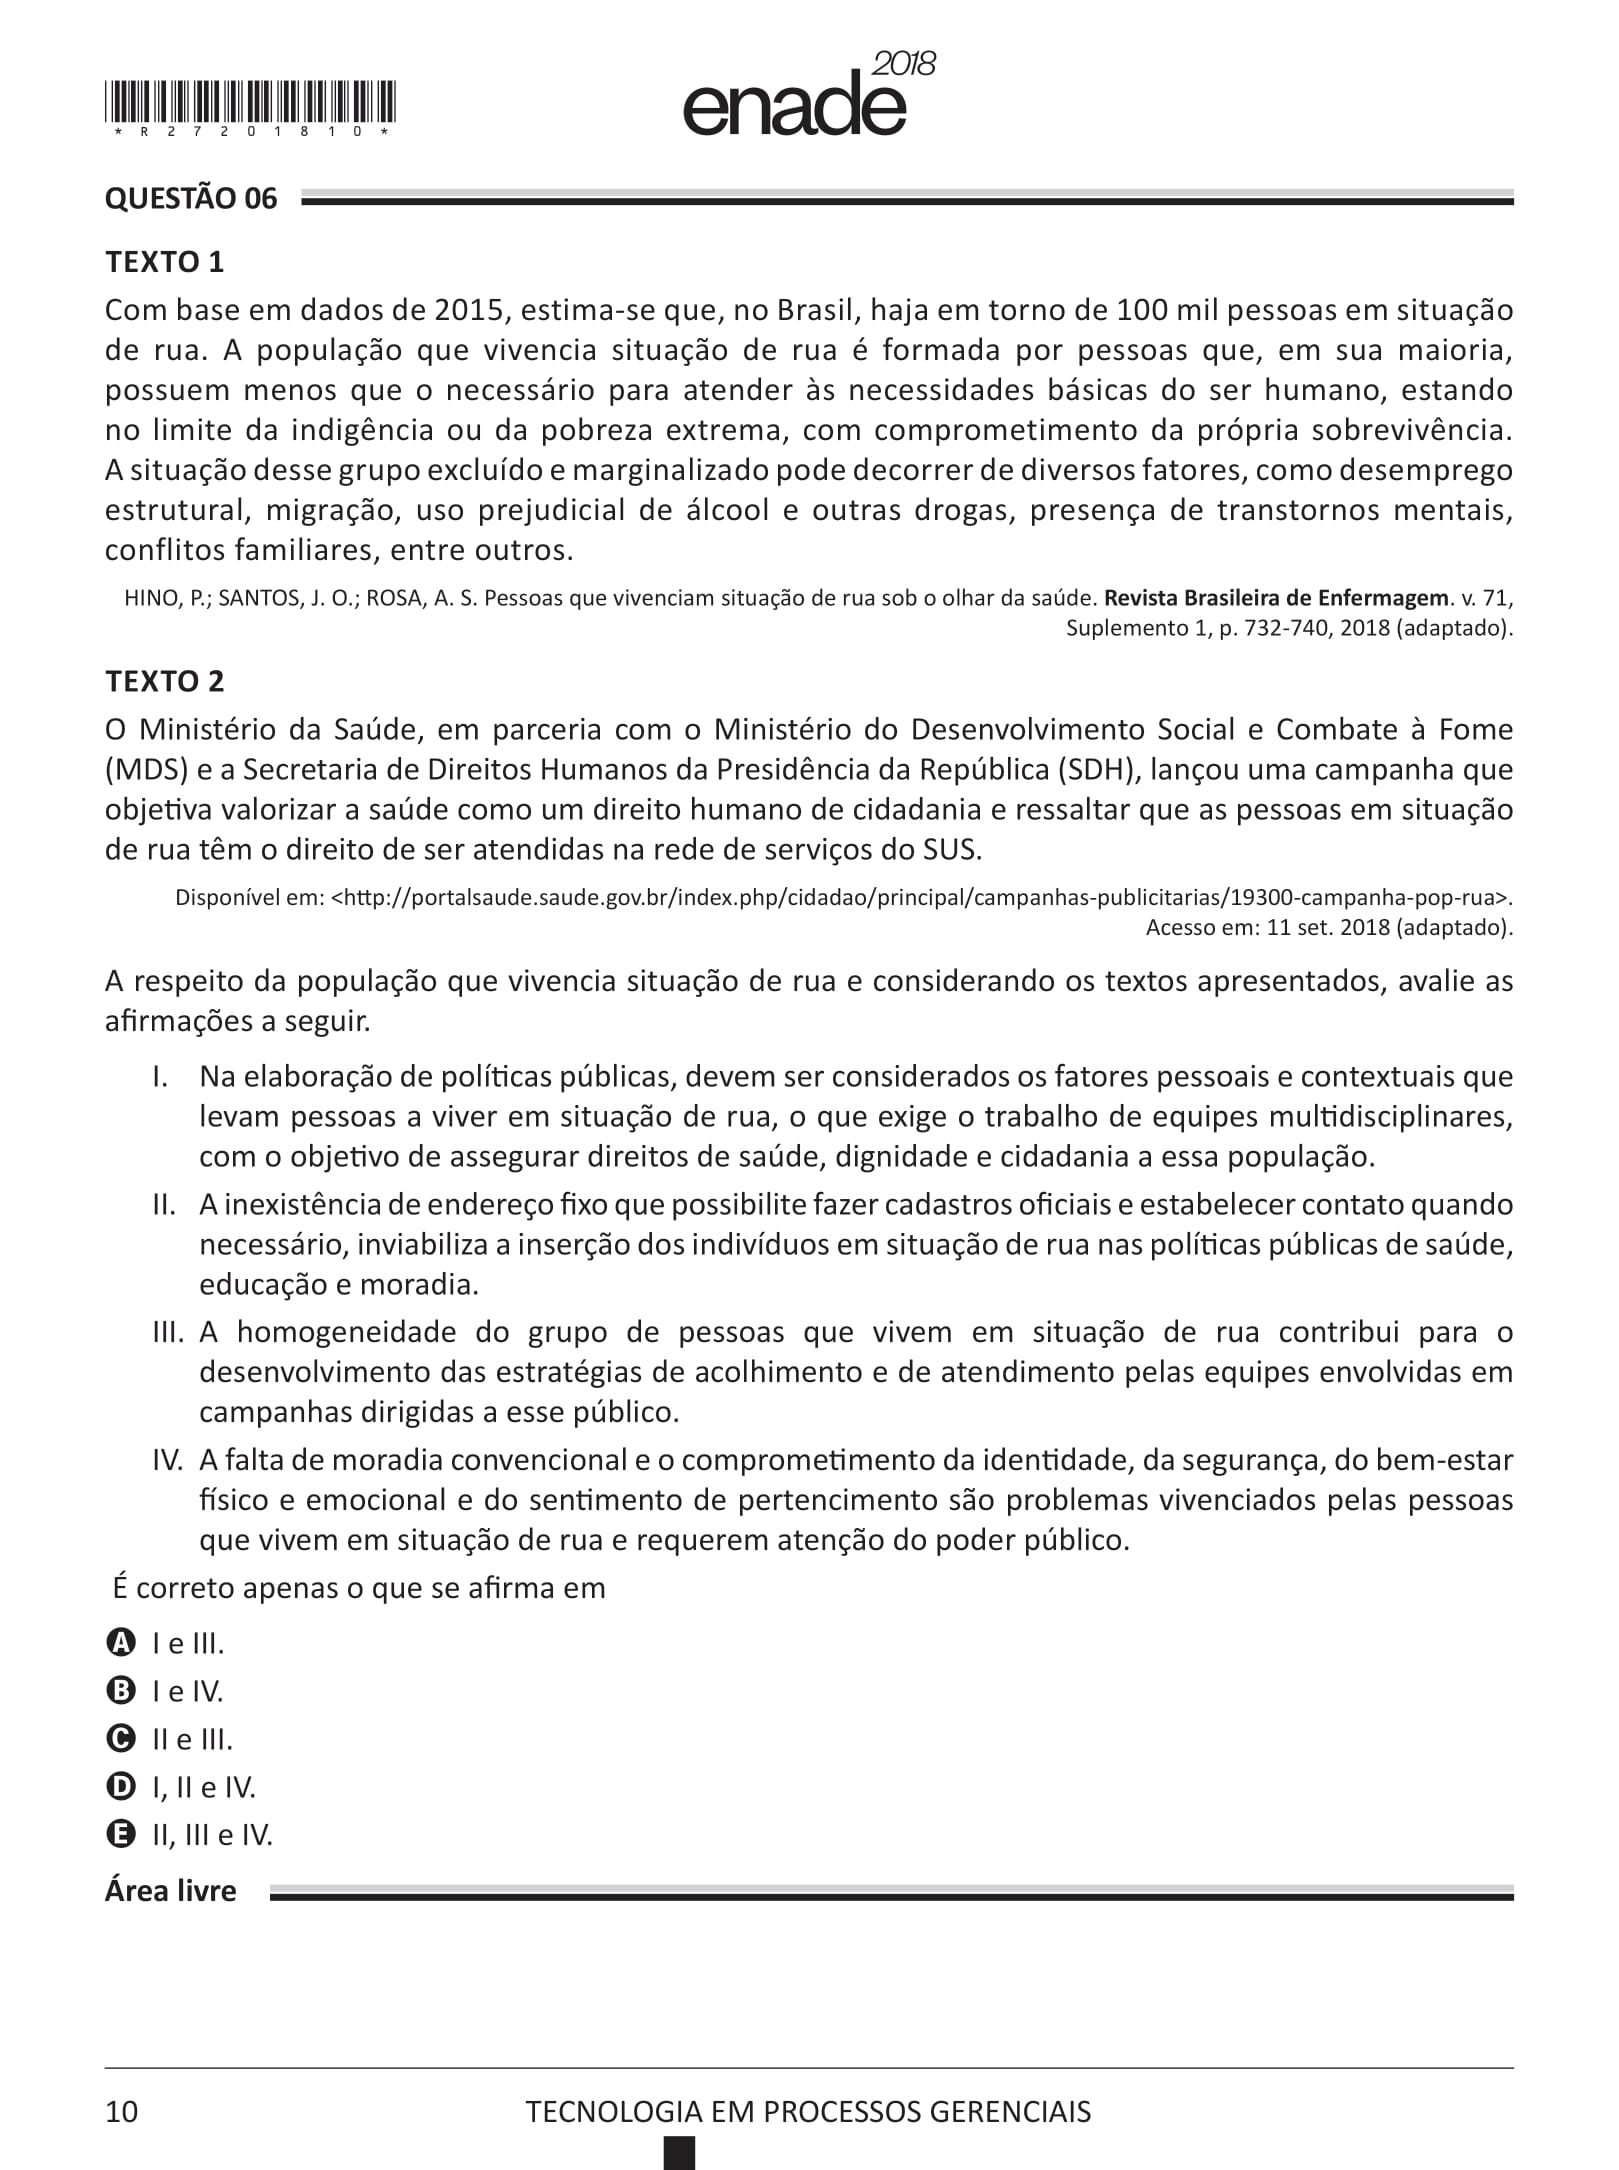 2018
enade
* R 2 7 2 0 1 8 1 0 *
QUESTÃO 06
TEXTO 1
Com base em dados de 2015, estima-se que, no Brasil, haja em torno de 100 mil pessoas em situação
de rua. A população que vivencia situação de rua é formada por pessoas que, em sua maioria,
possuem menos que o necessário para atender às necessidades básicas do ser humano, estando
no limite da indigência ou da pobreza extrema, com comprometimento da própria sobrevivência.
A situação desse grupo excluído e marginalizado pode decorrer de diversos fatores, como desemprego
estrutural, migração, uso prejudicial de álcool e outras drogas, presença de transtornos mentais,
conflitos familiares, entre outros.
HINO, P.; SANTOS, J. O.; ROSA, A. S. Pessoas que vivenciam situação de rua sob o olhar da saúde. Revista Brasileira de Enfermagem. v. 71,
Suplemento 1, p. 732-740, 2018 (adaptado).
TEXTO 2
O Ministério da Saúde, em parceria com o Ministério do Desenvolvimento Social e Combate à Fome
(MDS) e a Secretaria de Direitos Humanos da Presidência da República (SDH), lançou uma campanha que
objetiva valorizar a saúde como um direito humano de cidadania e ressaltar que as pessoas em situação
de rua têm o direito de ser atendidas na rede de serviços do SUS.
Disponível em: <http://portalsaude.saude.gov.br/index.php/cidadao/principal/campanhas-publicitarias/19300-campanha-pop-rua>.
Acesso em: 11 set. 2018 (adaptado).
A respeito da população que vivencia situação de rua e considerando os textos apresentados, avalie as
afirmações a seguir.
I. Na elaboração de políticas públicas, devem ser considerados os fatores pessoais e contextuais que
levam pessoas a viver em situação de rua, o que exige o trabalho de equipes multidisciplinares,
com o objetivo de assegurar direitos de saúde, dignidade e cidadania a essa população.
II. A inexistência de endereço fixo que possibilite fazer cadastros oficiais e estabelecer contato quando
necessário, inviabiliza a inserção dos indivíduos em situação de rua nas políticas públicas de saúde,
educação e moradia.
III. A homogeneidade do grupo de pessoas que vivem em situação de rua contribui para o
desenvolvimento das estratégias de acolhimento e de atendimento pelas equipes envolvidas em
campanhas dirigidas a esse público.
IV. A falta de moradia convencional e o comprometimento da identidade, da segurança, do bem-estar
físico e emocional e do sentimento de pertencimento são problemas vivenciados pelas pessoas
que vivem em situação de rua e requerem atenção do poder público.
É correto apenas o que se afirma em
A I e III.
B I e IV.
C II e III.
D I, II e IV.
E II, III e IV.
Área livre
10 TECNOLOGIA EM PROCESSOS GERENCIAIS